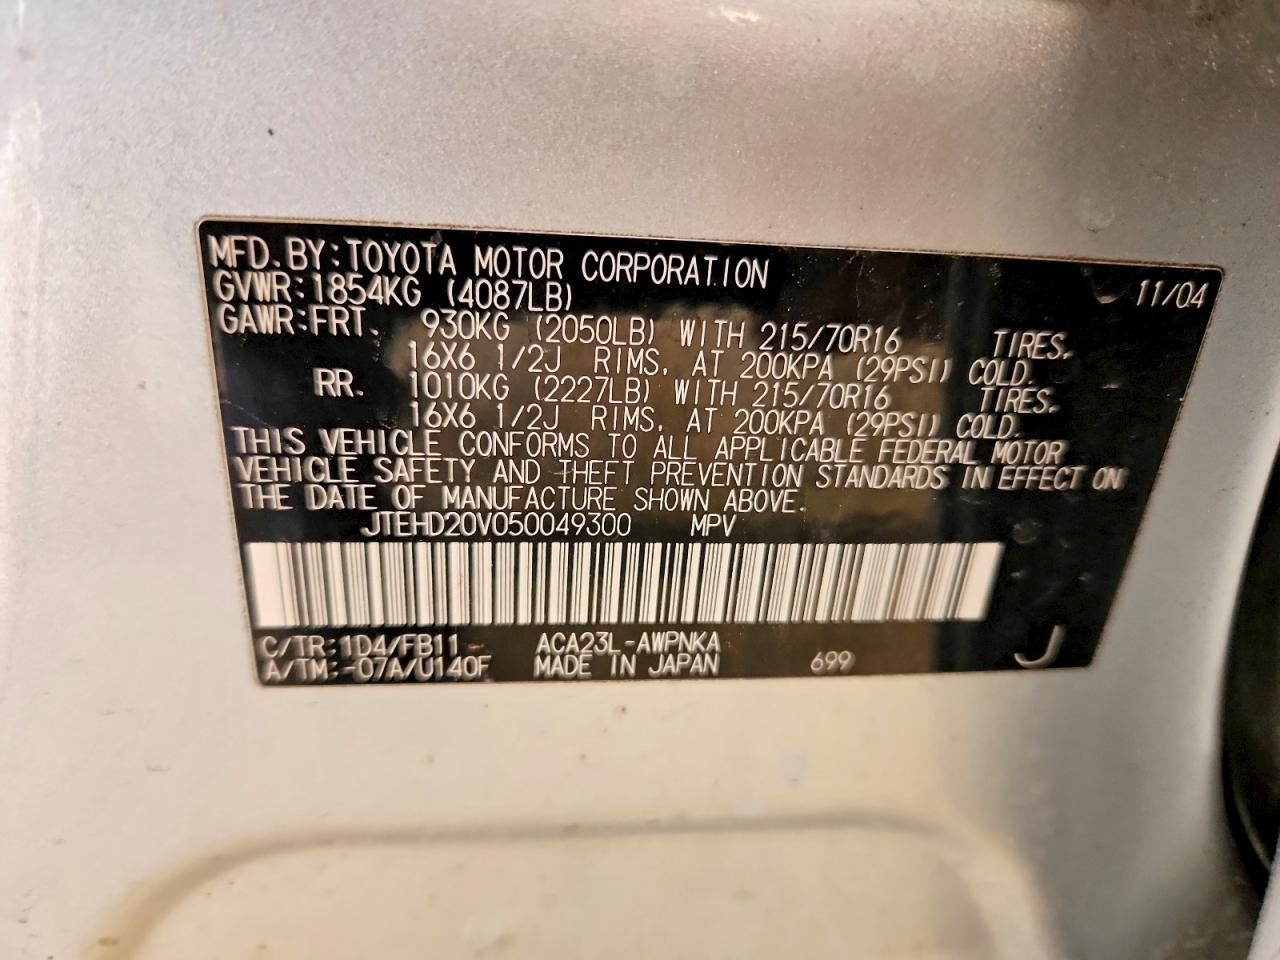 MFD. BY: TOYOTA MOTOR CORPORATION 11/04
GVWR: 1854KG (4087LB)
GAWR: FRT. 930KG (2050LB) WITH 215/70R16 TIRES,
16X6 1/2J RIMS, AT 200KPA (29PSI) COLD.
RR. 1010KG (2227LB) WITH 215/70R16 TIRES,
16X6 1/2J RIMS, AT 200KPA (29PSI) COLD.
THIS VEHICLE CONFORMS TO ALL APPLICABLE FEDERAL MOTOR
VEHICLE SAFETY AND THEFT PREVENTION STANDARDS IN EFFECT ON
THE DATE OF MANUFACTURE SHOWN ABOVE.
JTEHD20V050049300 MPV
C/TR: 1D4/FB11 ACA23L-AWPNKA
A/TM: -07A/U140F MADE IN JAPAN 699 J